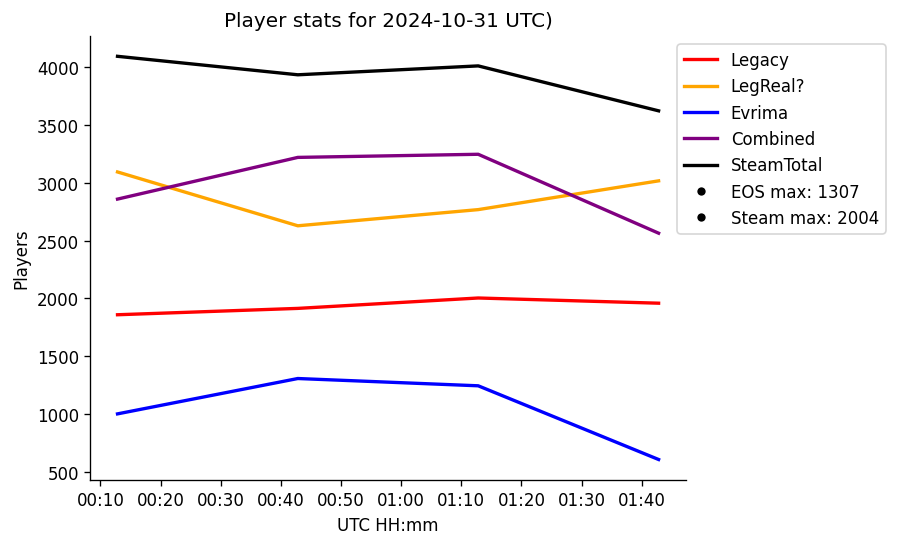 Player stats for 2024-10-31 UTC)
Legacy
LegReal?
Evrima
Combined
SteamTotal
EOS max: 1307
Steam max: 2004
Players
4000
3500
3000
2500
2000
1500
1000
500
00:10 00:20 00:30 00:40 00:50 01:00 01:10 01:20 01:30 01:40
UTC HH:mm